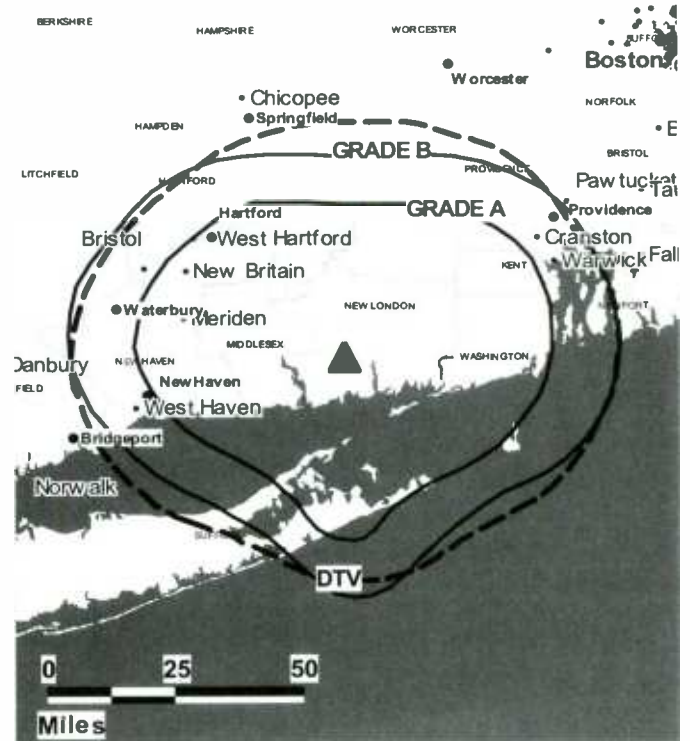 BERKSHIRE
HAMPSHIRE
WORCESTER
Boston
Worcester
Chicopee
Springfield
NORFOLK
HAMPDEN
BRISTOL
GRADE B
LITCHFIELD
HARTFORD
PROVIDENCE
Pawtucket
GRADE A
Hartford
Providence
Bristol
West Hartford
Cranston
Warwick
Fall
New Britain
KENT
NEWPORT
Waterbury
Meriden
NEW LONDON
MIDDLESEX
WASHINGTON
Danbury
NEW HAVEN
FIELD
New Haven
West Haven
Bridgeport
Norwalk
DTV
0 25 50
Miles